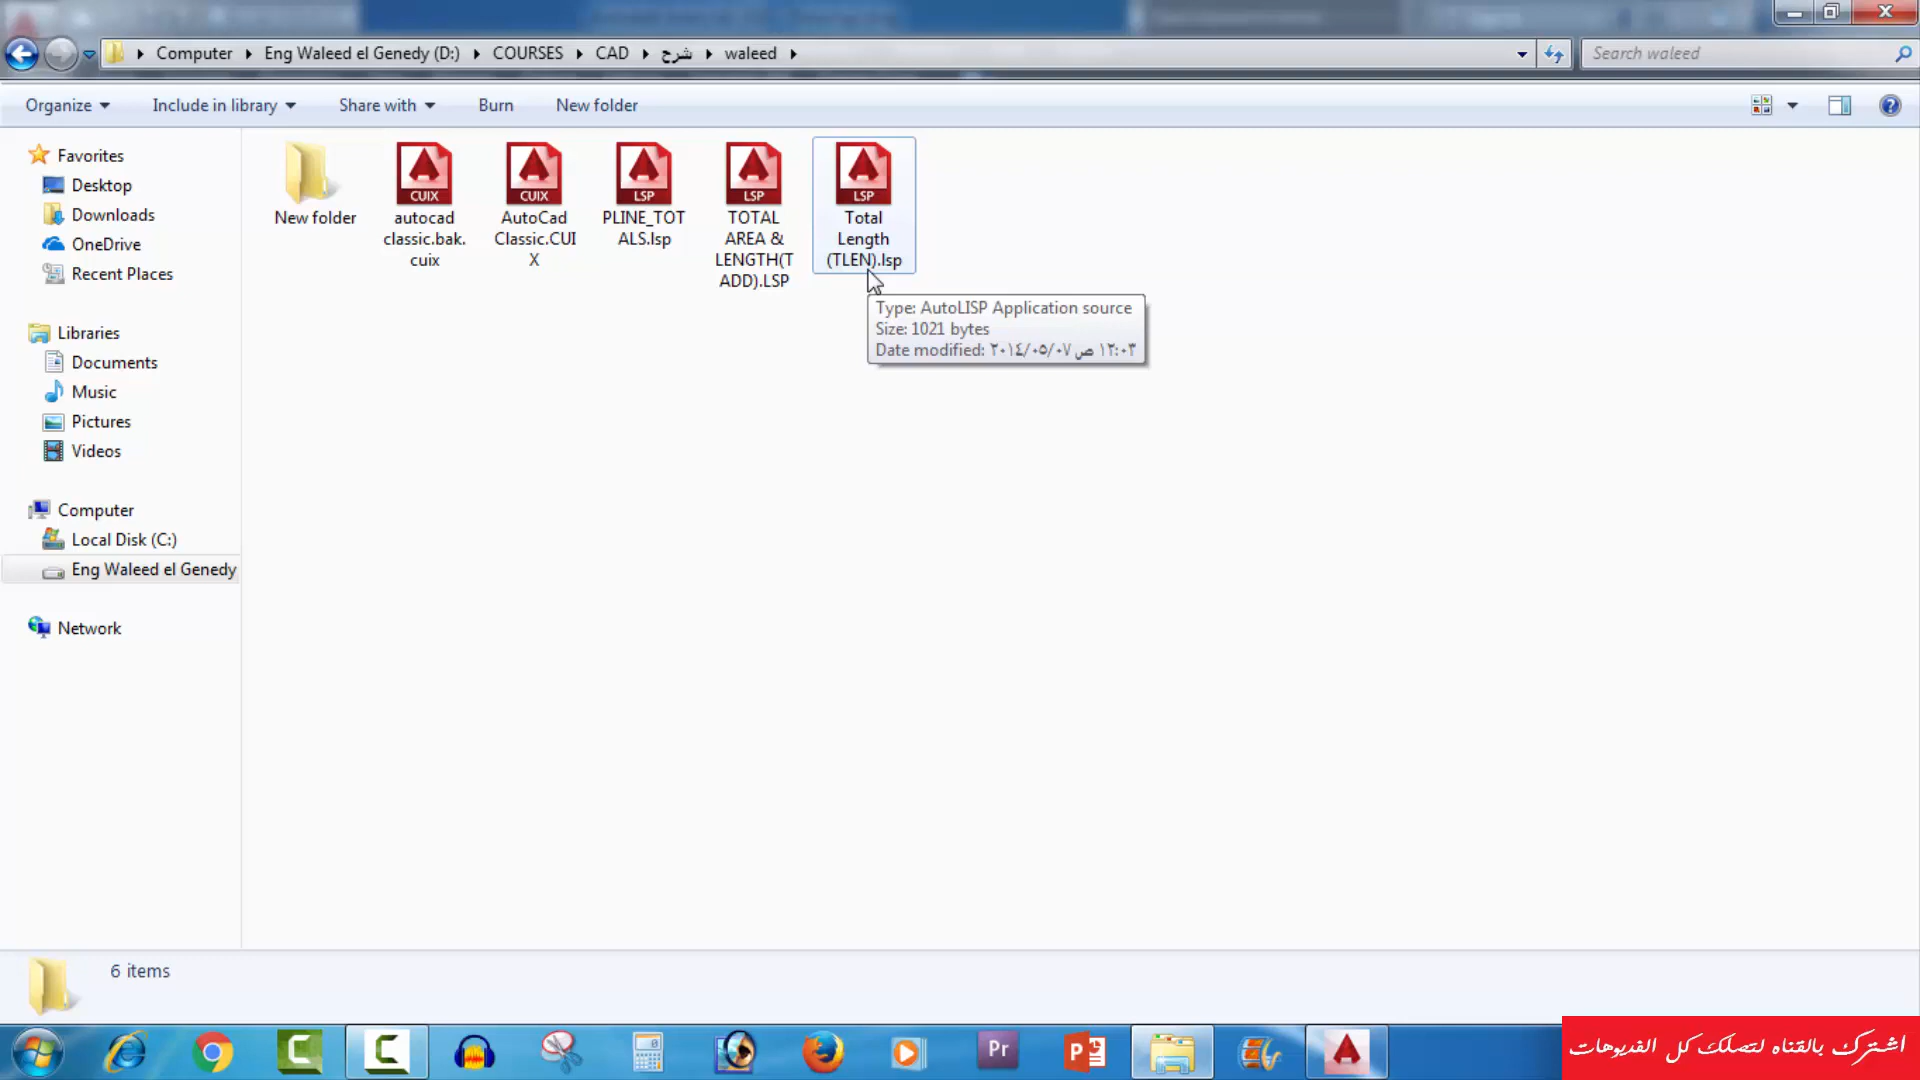 Computer
Eng Waleed el Genedy (D:)
COURSES
CAD
شرح
waleed
Search waleed
Organize
Include in library
Share with
Burn
New folder
Favorites
Desktop
Downloads
OneDrive
Recent Places
Libraries
Documents
Music
Pictures
Videos
Computer
Local Disk (C:)
Eng Waleed el Genedy
Network
New folder
CUIX
autocad
classic.bak.
cuix
CUIX
AutoCad
Classic.CUI
X
LSP
PLINE_TOT
ALS.lsp
LSP
TOTAL
AREA &
LENGTH(T
ADD).LSP
LSP
Total
Length
(TLEN).lsp
Type: AutoLISP Application source
Size: 1021 bytes
Date modified: ٢٠١٤/٠٥/٠٧ ص ١٢:٠٣
6 items
Pr
اشترك بالقناه لتصلك كل الفديوهات